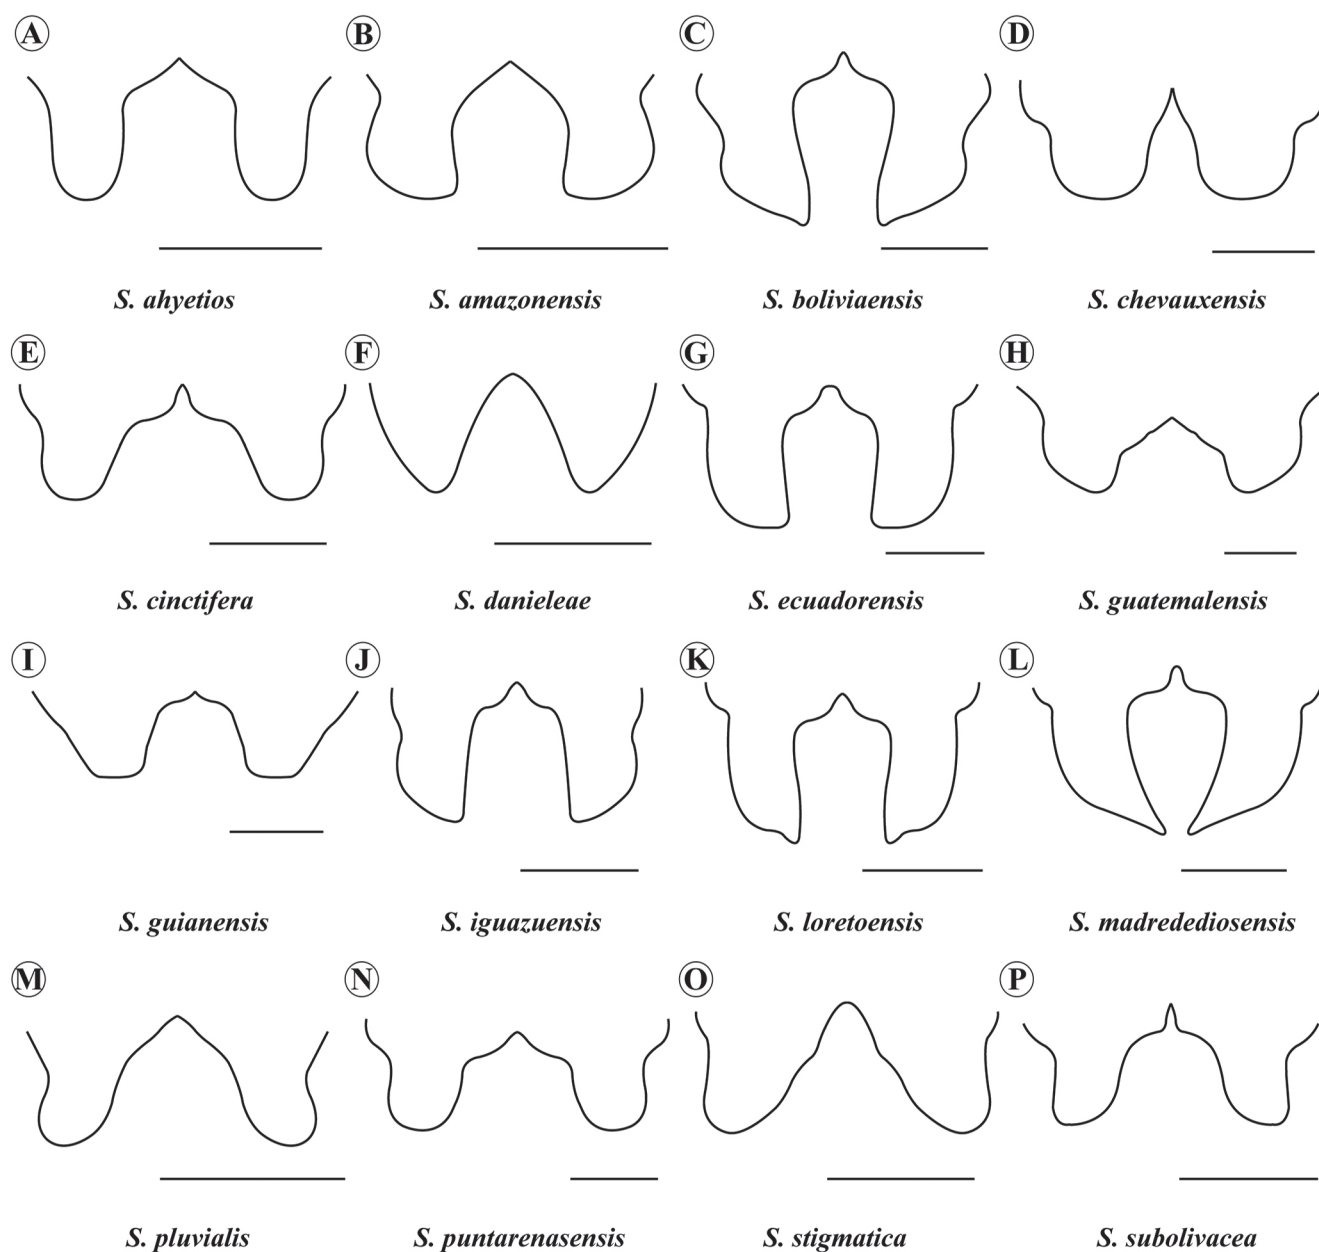 A B C D
S. ahyetios S. amazonensis S. boliviaensis S. chevauxensis
E F G H
S. cinctifera S. danieleae S. ecuadorensis S. guatemalensis
I J K L
S. guianensis S. iguazuensis S. loretoensis S. madredediosensis
M N O P
S. pluvialis S. puntarenasensis S. stigmatica S. subolivacea